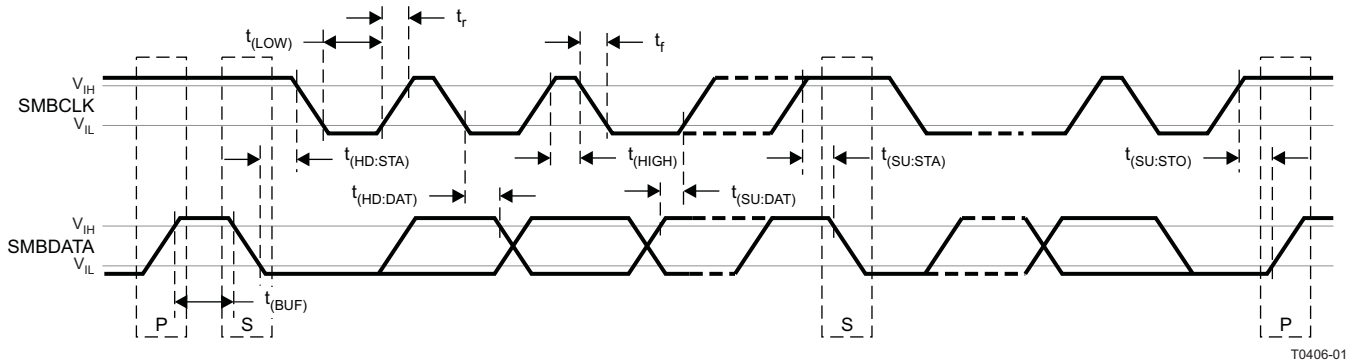 t(LOW)
tr
tf
VIH
SMBCLK
VIL
t(HD:STA)
t(HIGH)
t(SU:STA)
t(SU:STO)
t(HD:DAT)
t(SU:DAT)
VIH
SMBDATA
VIL
t(BUF)
P
S
S
P
T0406-01